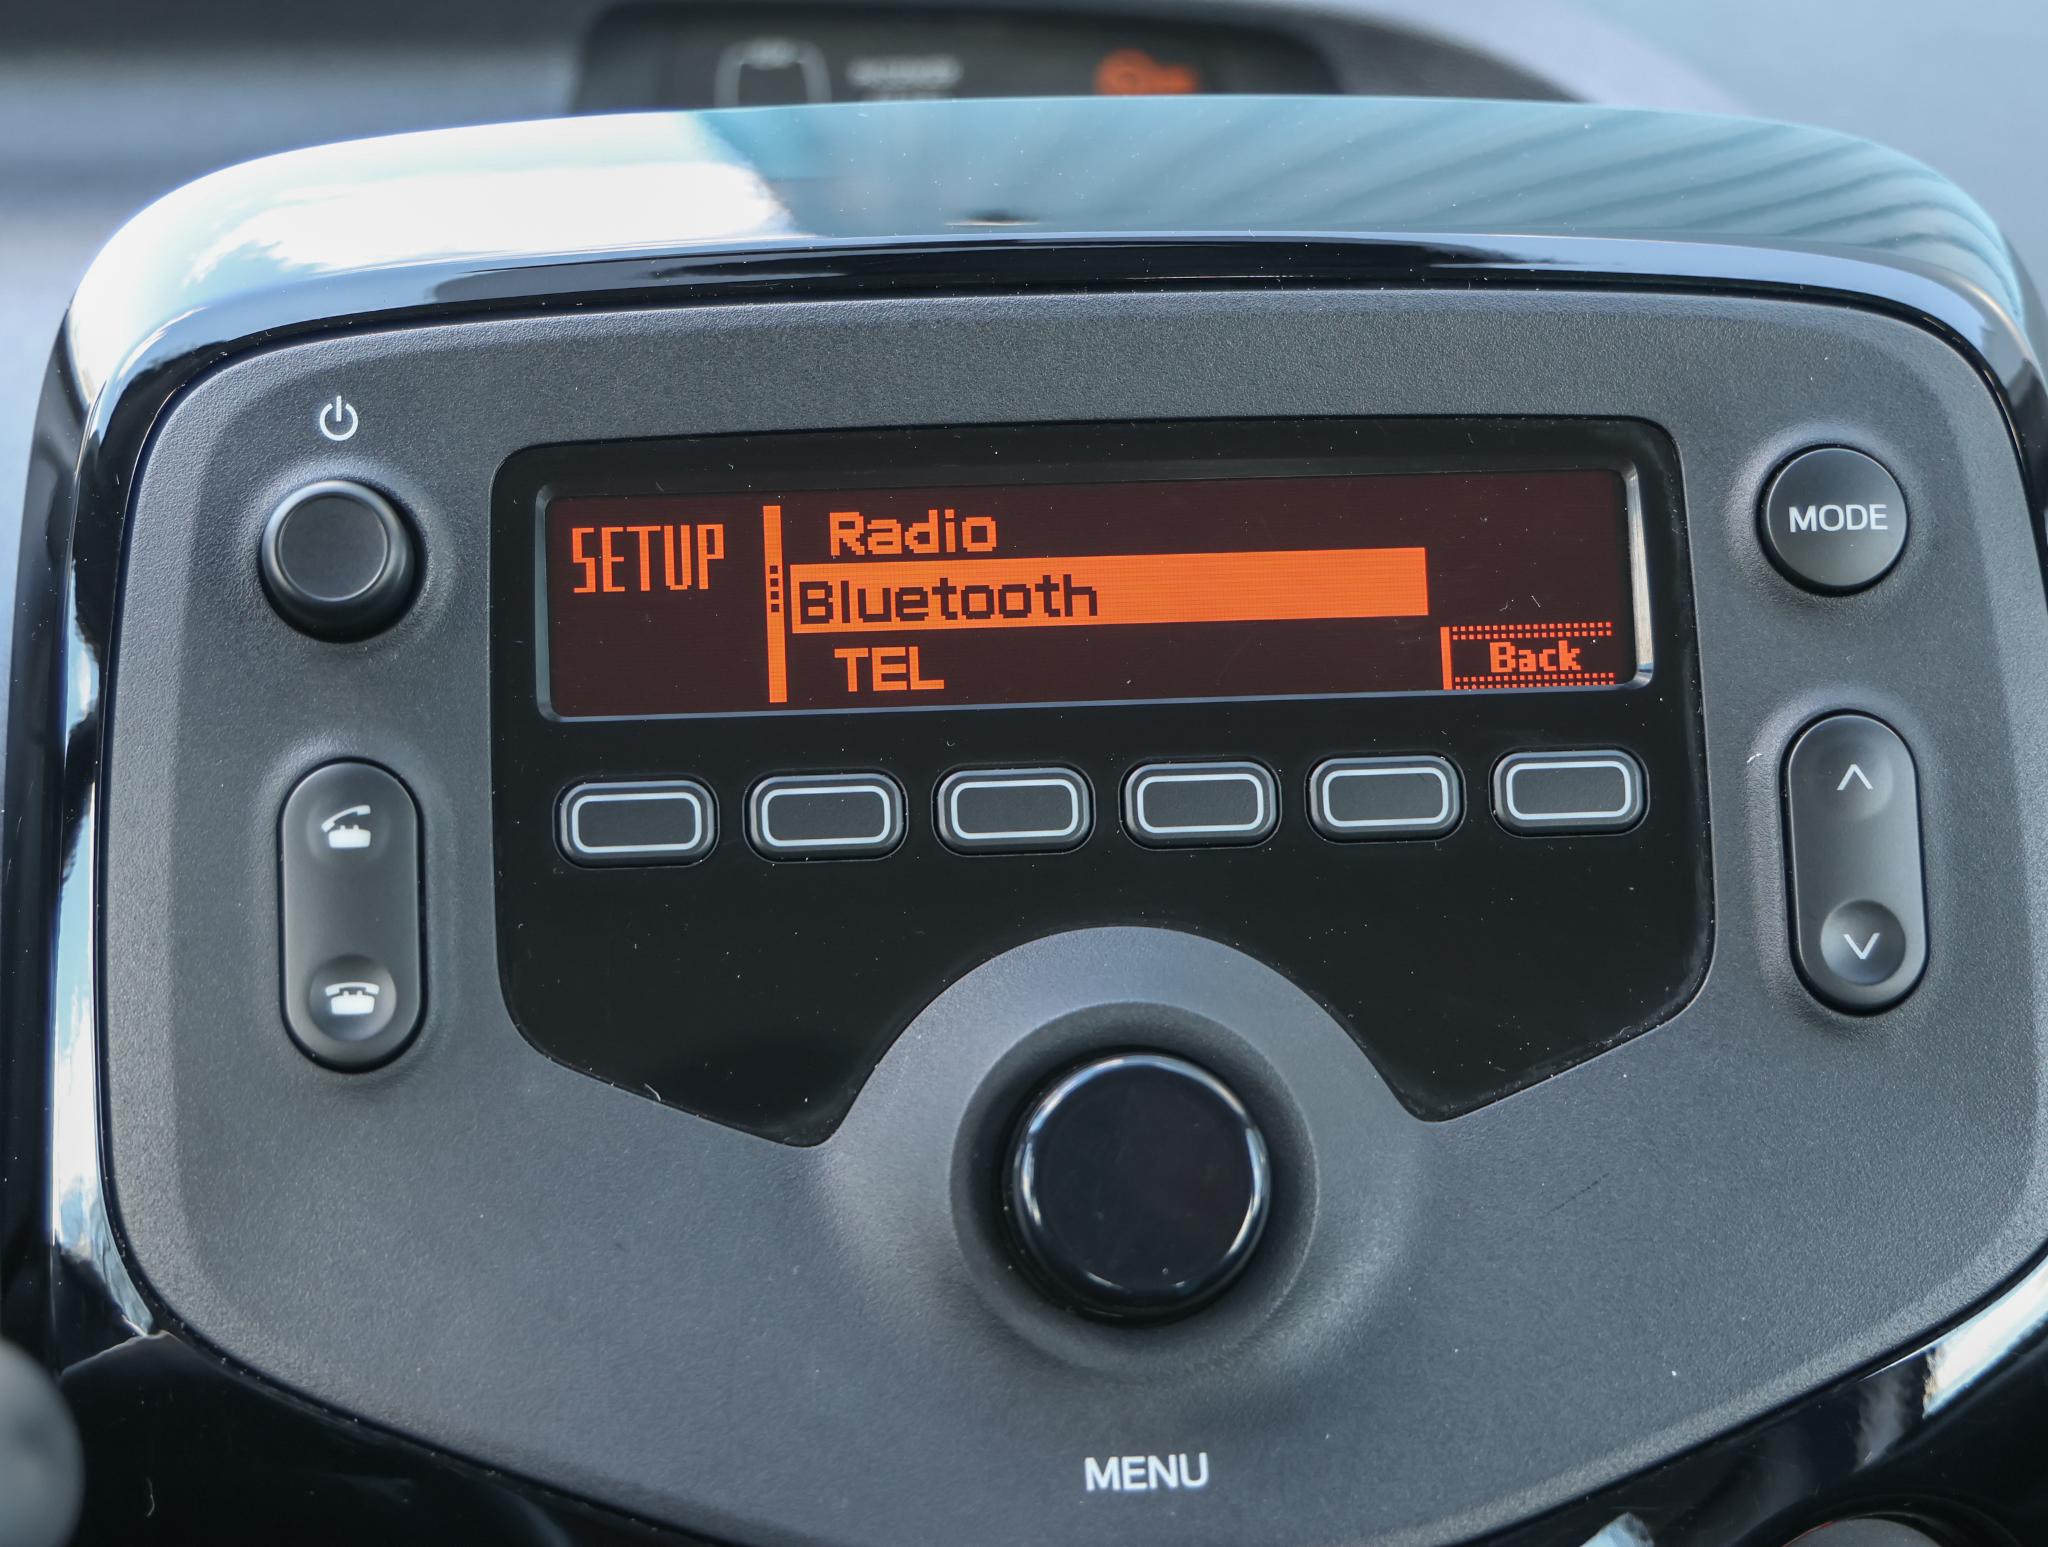 SETUP
Radio
Bluetooth
TEL
Back
MODE
MENU